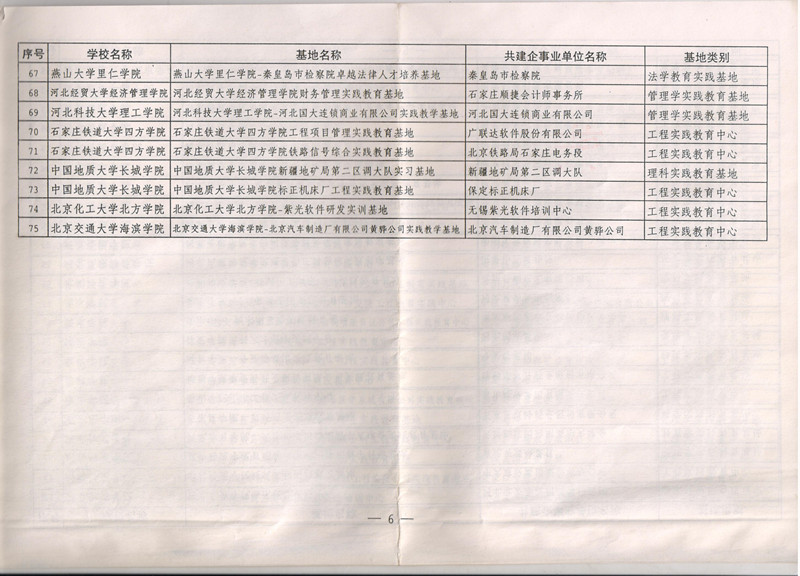 序号 学校名称 基地名称 共建企事业单位名称 基地类别
67 燕山大学里仁学院 燕山大学里仁学院-秦皇岛市检察院卓越法律人才培养基地 秦皇岛市检察院 法学教育实践基地
68 河北经贸大学经济管理学院 河北经贸大学经济管理学院财务管理实践教育基地 石家庄顺捷会计师事务所 管理学实践教育基地
69 河北科技大学理工学院 河北科技大学理工学院-河北国大连锁商业有限公司实践教学基地 河北国大连锁商业有限公司 管理学实践教育基地
70 石家庄铁道大学四方学院 石家庄铁道大学四方学院工程项目管理实践教育基地 广联达软件股份有限公司 工程实践教育中心
71 石家庄铁道大学四方学院 石家庄铁道大学四方学院铁路信号综合实践教育基地 北京铁路局石家庄电务段 工程实践教育中心
72 中国地质大学长城学院 中国地质大学长城学院新疆地矿局第二区调大队实习基地 新疆地矿局第二区调大队 理科实践教育基地
73 中国地质大学长城学院 中国地质大学长城学院标正机床厂工程实践教育基地 保定标正机床厂 工程实践教育中心
74 北京化工大学北方学院 北京化工大学北方学院-紫光软件研发实训基地 无锡紫光软件培训中心 工程实践教育中心
75 北京交通大学海滨学院 北京交通大学海滨学院-北京汽车制造厂有限公司黄骅公司实践教学基地 北京汽车制造厂有限公司黄骅公司 工程实践教育中心
— 6 —